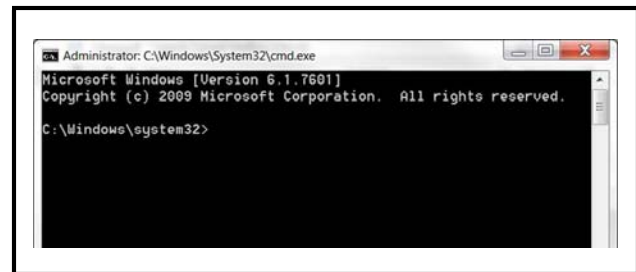 Administrator: C:\Windows\System32\cmd.exe
Microsoft Windows [Version 6.1.7601]
Copyright (c) 2009 Microsoft Corporation.  All rights reserved.
C:\Windows\system32>